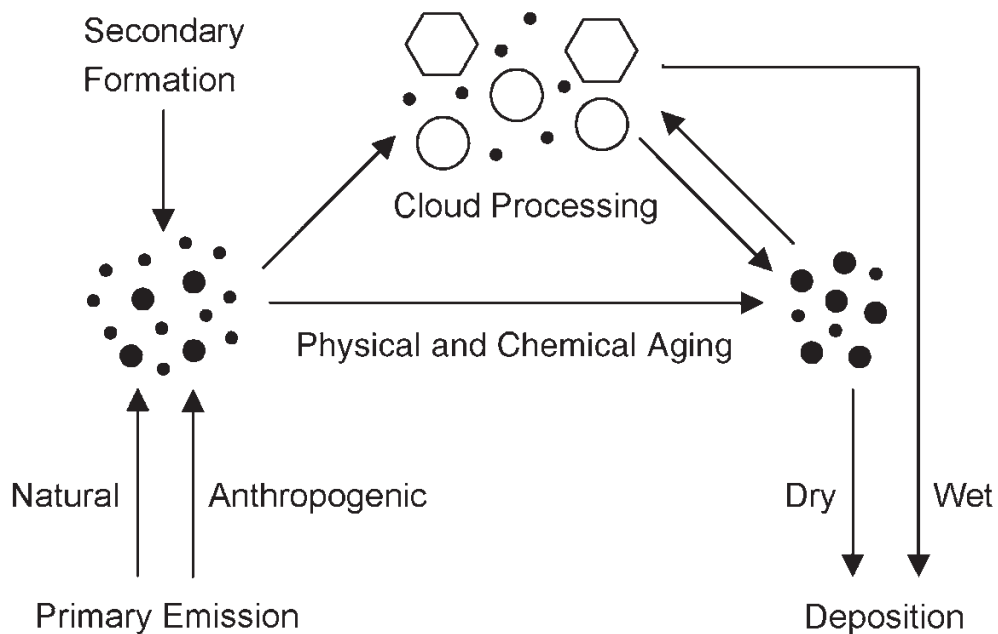 Secondary
Formation
Cloud Processing
Physical and Chemical Aging
Natural
Anthropogenic
Dry
Wet
Primary Emission
Deposition